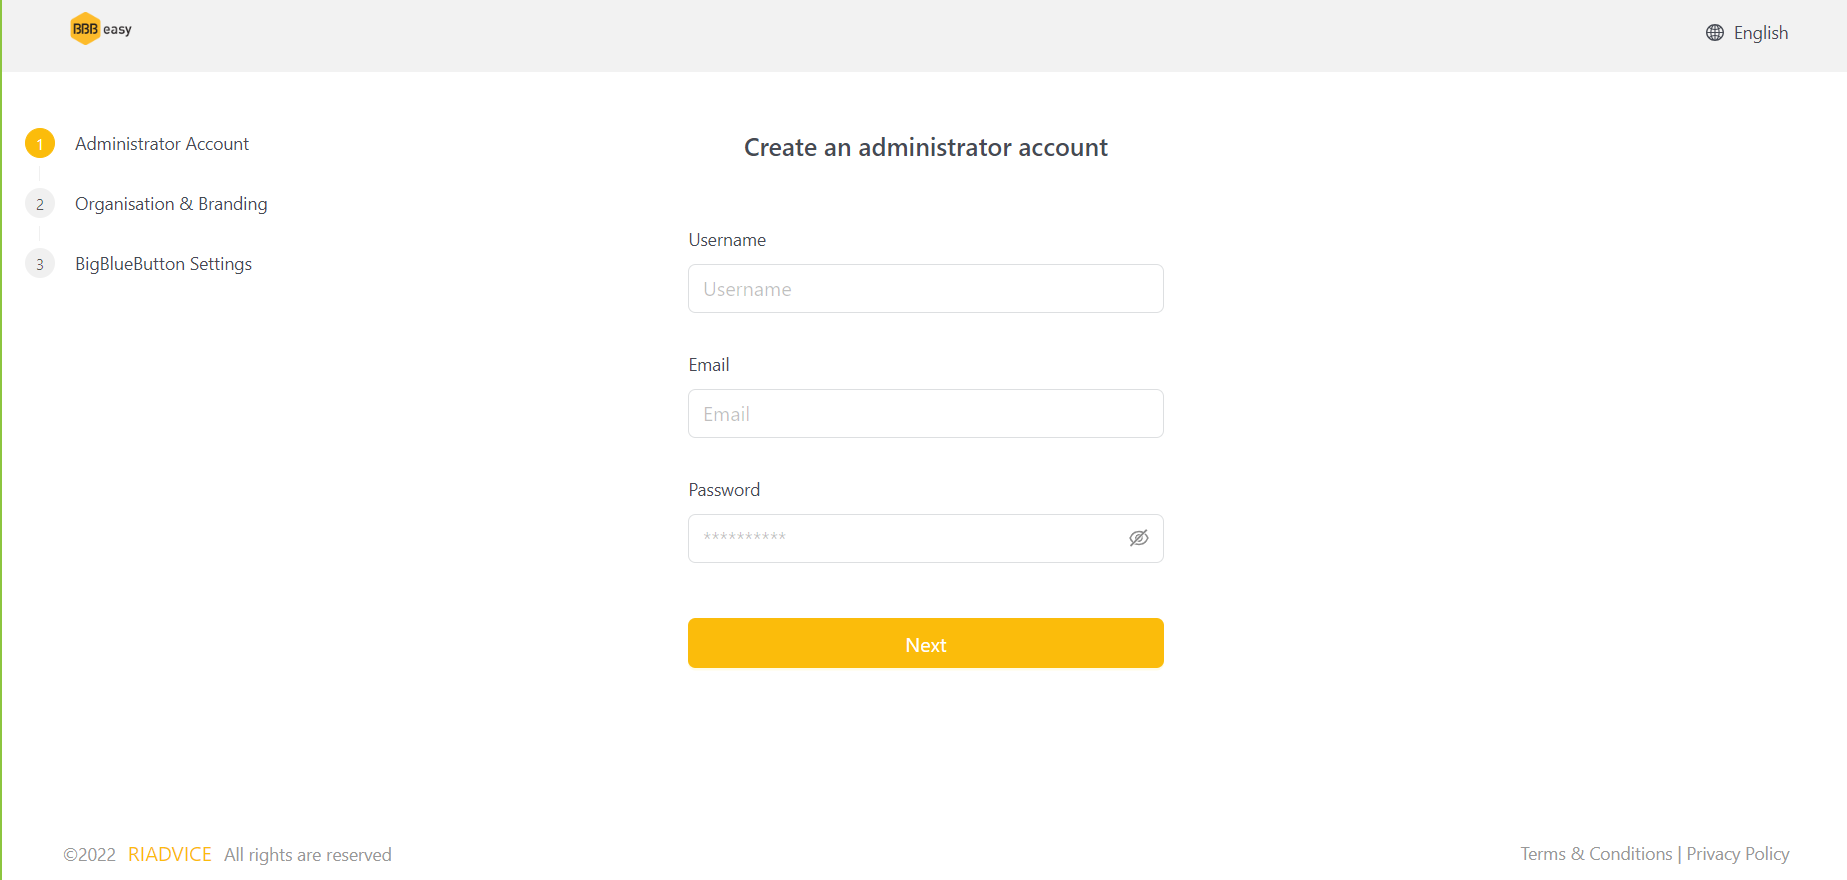 BBB easy
English
1 Administrator Account
2 Organisation & Branding
3 BigBlueButton Settings
Create an administrator account
Username
Username
Email
Email
Password
**********
Next
©2022 RIADVICE All rights are reserved
Terms & Conditions | Privacy Policy